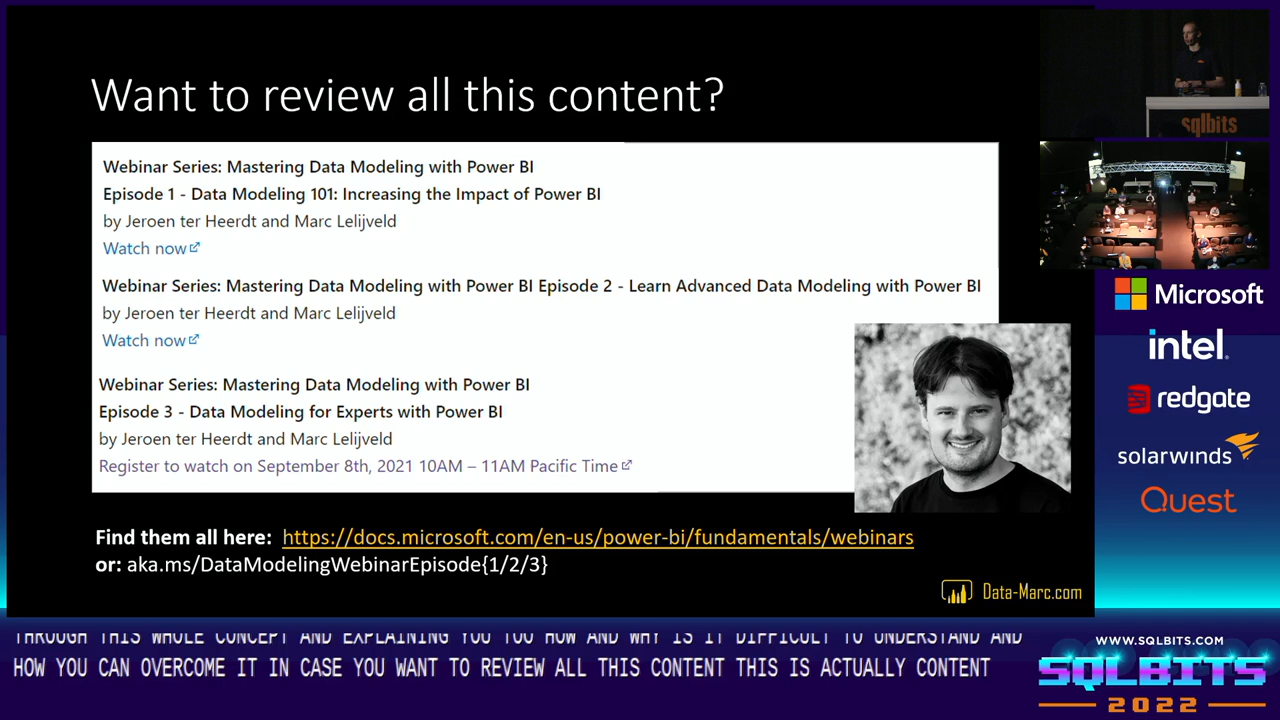 Want to review all this content?
Webinar Series: Mastering Data Modeling with Power BI
Episode 1 - Data Modeling 101: Increasing the Impact of Power BI
by Jeroen ter Heerdt and Marc Lelijveld
Watch now
Webinar Series: Mastering Data Modeling with Power BI Episode 2 - Learn Advanced Data Modeling with Power BI
by Jeroen ter Heerdt and Marc Lelijveld
Watch now
Webinar Series: Mastering Data Modeling with Power BI
Episode 3 - Data Modeling for Experts with Power BI
by Jeroen ter Heerdt and Marc Lelijveld
Register to watch on September 8th, 2021 10AM – 11AM Pacific Time
Find them all here: https://docs.microsoft.com/en-us/power-bi/fundamentals/webinars
or: aka.ms/DataModelingWebinarEpisode{1/2/3}
Data-Marc.com
sqlbits
Microsoft
intel.
redgate
solarwinds
Quest
THROUGH THIS WHOLE CONCEPT AND EXPLAINING YOU TOO HOW AND WHY IS IT DIFFICULT TO UNDERSTAND AND
HOW YOU CAN OVERCOME IT IN CASE YOU WANT TO REVIEW ALL THIS CONTENT THIS IS ACTUALLY CONTENT
WWW.SQLBITS.COM
SQLBITS
2022